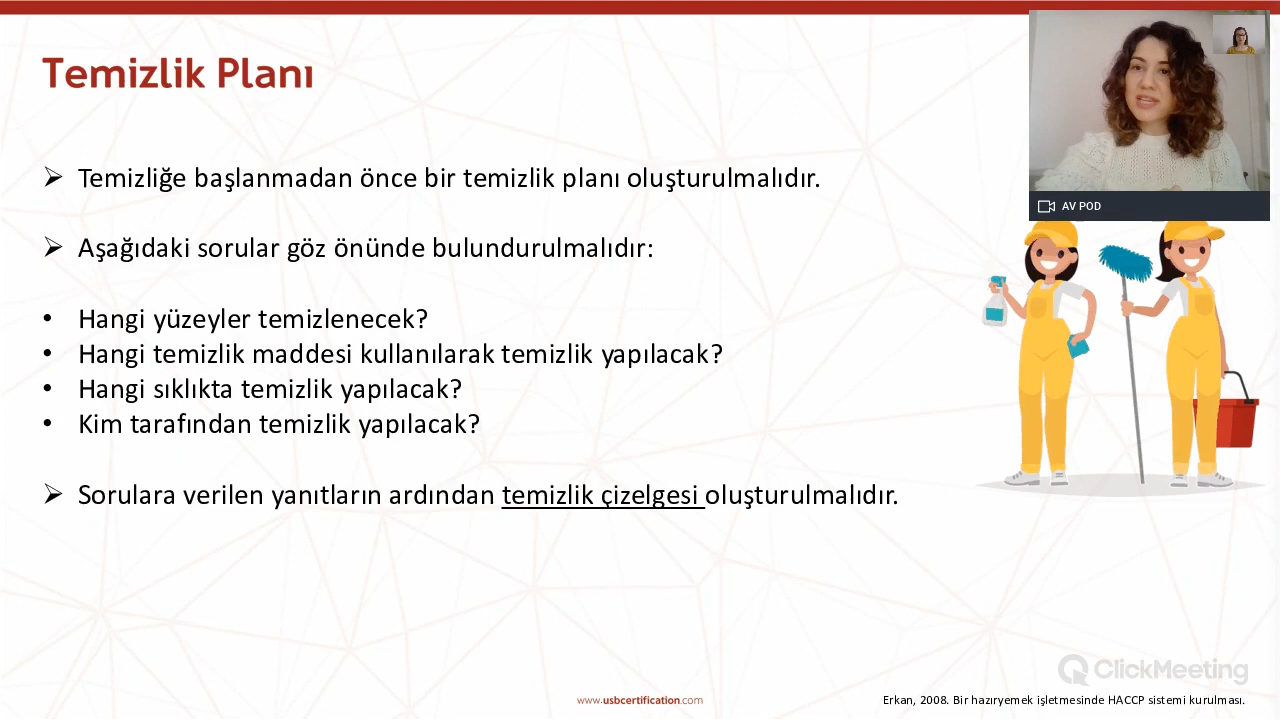 Temizlik Planı
Temizliğe başlanmadan önce bir temizlik planı oluşturulmalıdır.
Aşağıdaki sorular göz önünde bulundurulmalıdır:
Hangi yüzeyler temizlenecek?
Hangi temizlik maddesi kullanılarak temizlik yapılacak?
Hangi sıklıkta temizlik yapılacak?
Kim tarafından temizlik yapılacak?
Sorulara verilen yanıtların ardından temizlik çizelgesi oluşturulmalıdır.
AV POD
ClickMeeting
www.usbcertification.com
Erkan, 2008. Bir hazıryemek işletmesinde HACCP sistemi kurulması.